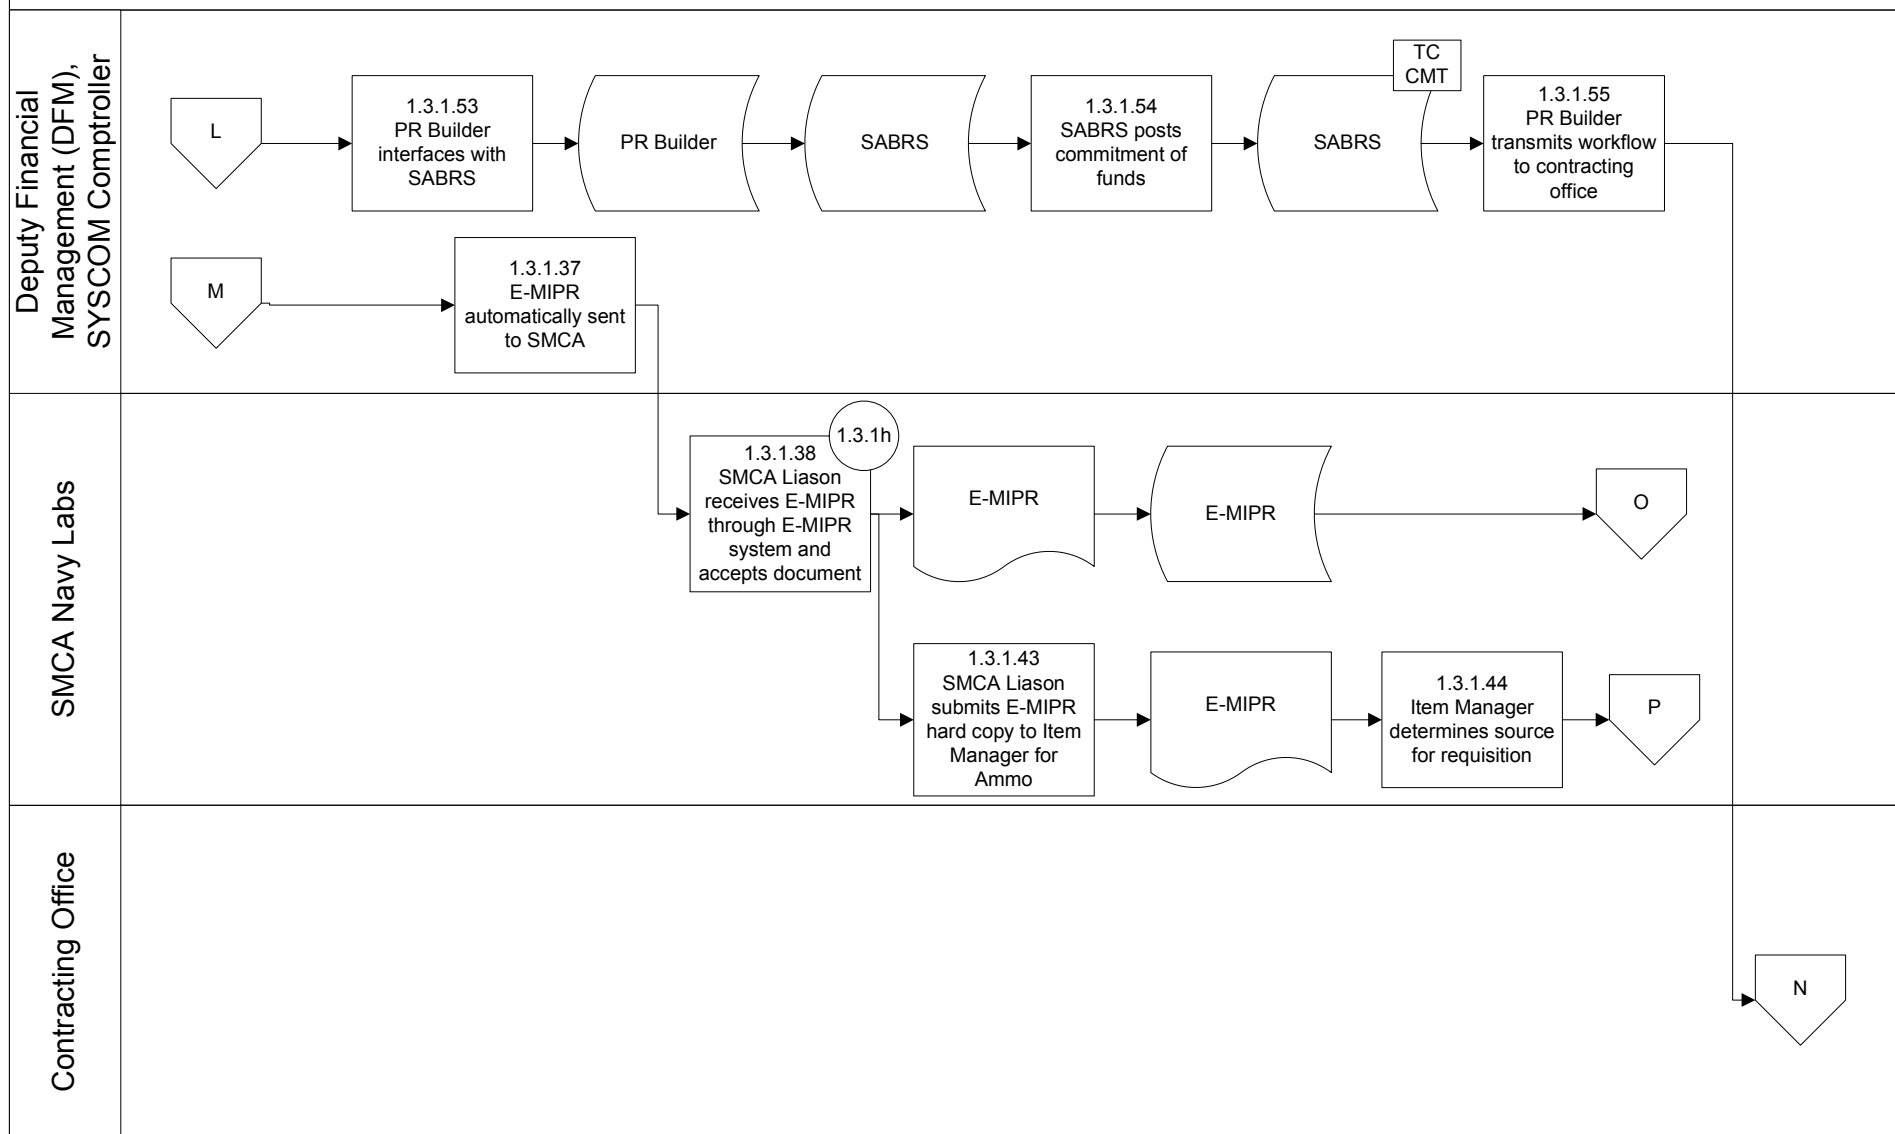 Deputy Financial
Management (DFM),
SYSCOM Comptroller
L
1.3.1.53
PR Builder
interfaces with
SABRS
PR Builder
SABRS
1.3.1.54
SABRS posts
commitment of
funds
TC
CMT
SABRS
1.3.1.55
PR Builder
transmits workflow
to contracting
office
M
1.3.1.37
E-MIPR
automatically sent
to SMCA
SMCA Navy Labs
1.3.1h
1.3.1.38
SMCA Liason
receives E-MIPR
through E-MIPR
system and
accepts document
E-MIPR
E-MIPR
O
1.3.1.43
SMCA Liason
submits E-MIPR
hard copy to Item
Manager for
Ammo
E-MIPR
1.3.1.44
Item Manager
determines source
for requisition
P
Contracting Office
N